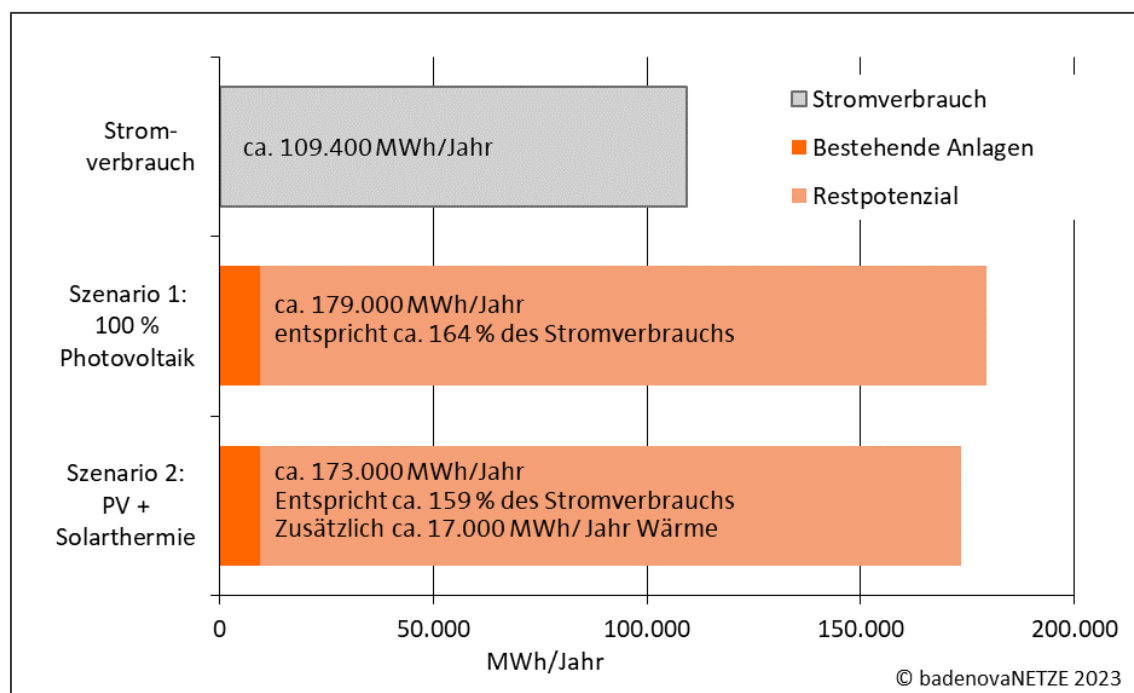 Strom-
verbrauch
ca. 109.400 MWh/Jahr
Stromverbrauch
Bestehende Anlagen
Restpotenzial
Szenario 1:
100 %
Photovoltaik
ca. 179.000 MWh/Jahr
entspricht ca. 164 % des Stromverbrauchs
Szenario 2:
PV +
Solarthermie
ca. 173.000 MWh/Jahr
Entspricht ca. 159 % des Stromverbrauchs
Zusätzlich ca. 17.000 MWh/ Jahr Wärme
0 50.000 100.000 150.000 200.000
MWh/Jahr
© badenovaNETZE 2023